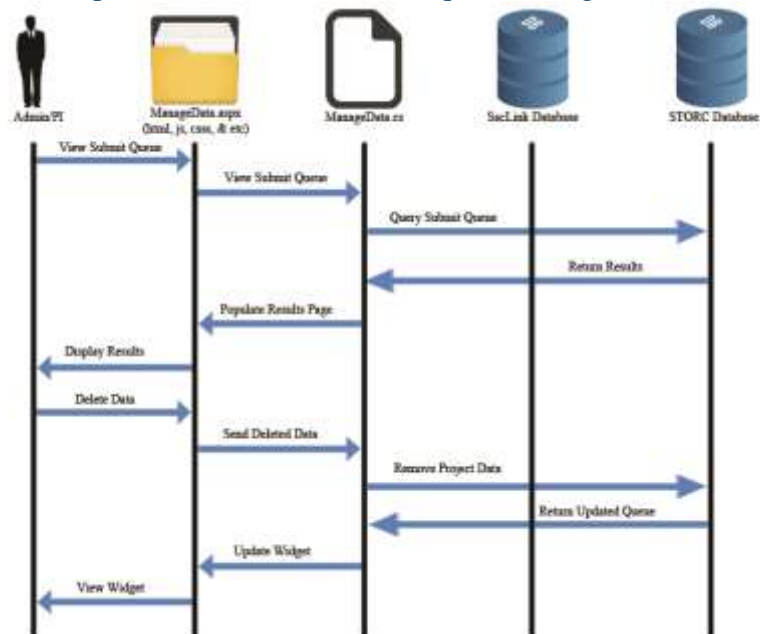 Admin/PI
ManageData.aspx
(html, js, css, & etc)
ManageData.cs
SacLink Database
STORC Database
View Submit Queue
View Submit Queue
Query Submit Queue
Return Results
Populate Results Page
Display Results
Delete Data
Send Deleted Data
Remove Project Data
Return Updated Queue
Update Widget
View Widget